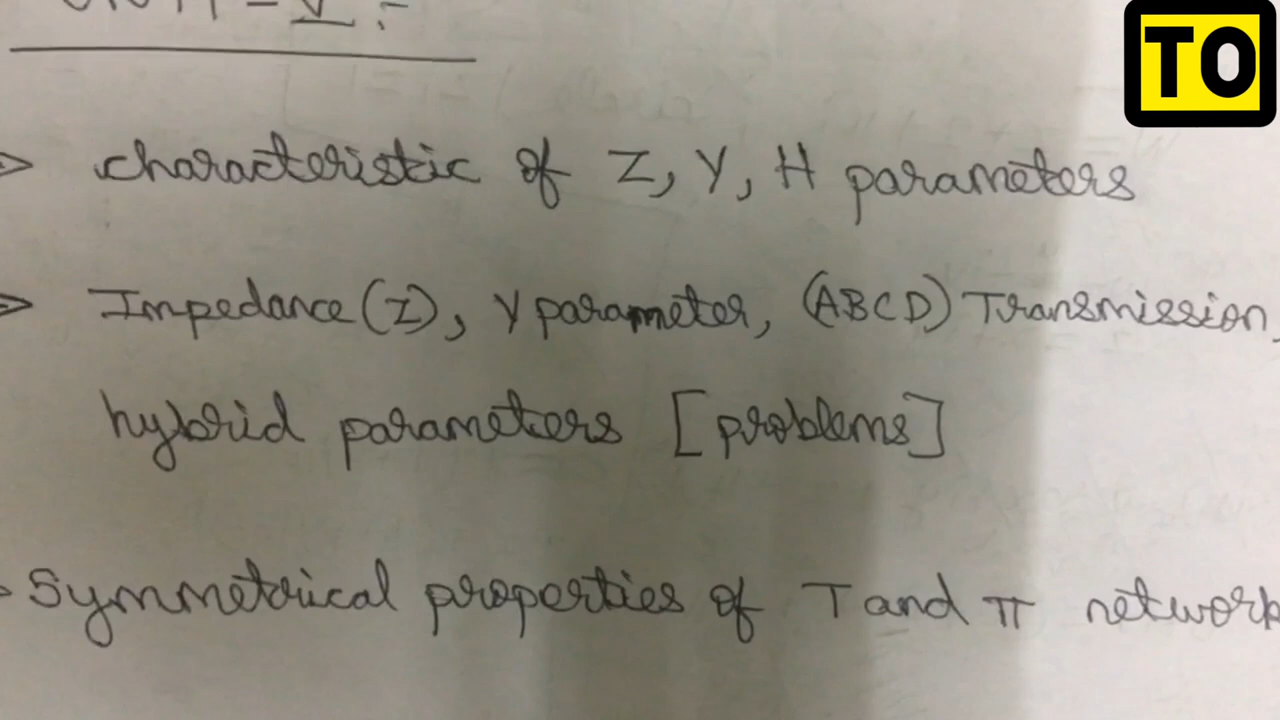 TO
characteristic of Z, Y, H parameters
Impedance (Z), Y parameter, (ABCD) Transmission,
hybrid parameters [problems]
Symmetrical properties of T and π network